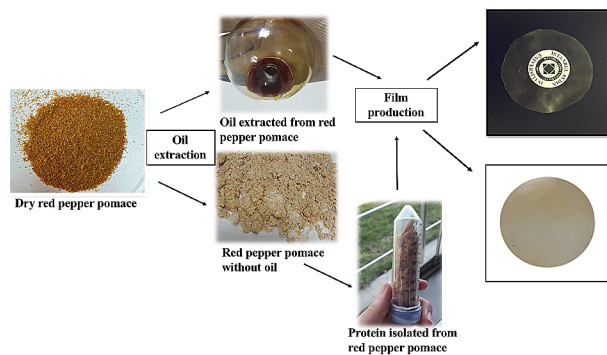 Dry red pepper pomace
Oil
extraction
Oil extracted from red
pepper pomace
Red pepper pomace
without oil
Protein isolated from
red pepper pomace
Film
production